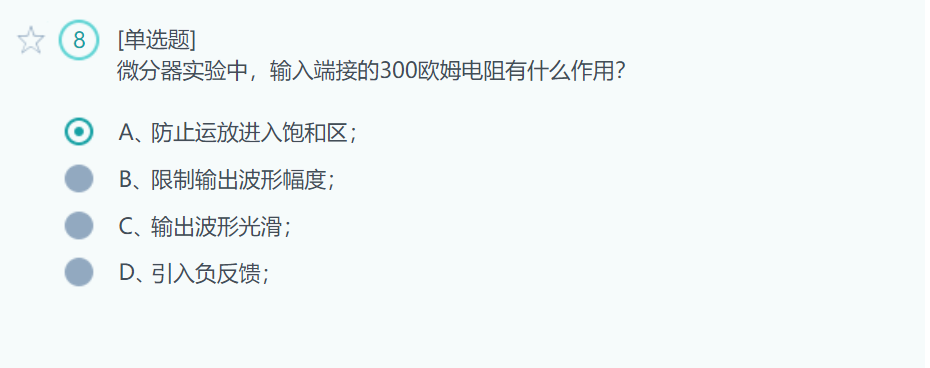 8 [单选题]
微分器实验中，输入端接的300欧姆电阻有什么作用？
A、防止运放进入饱和区；
B、限制输出波形幅度；
C、输出波形光滑；
D、引入负反馈；